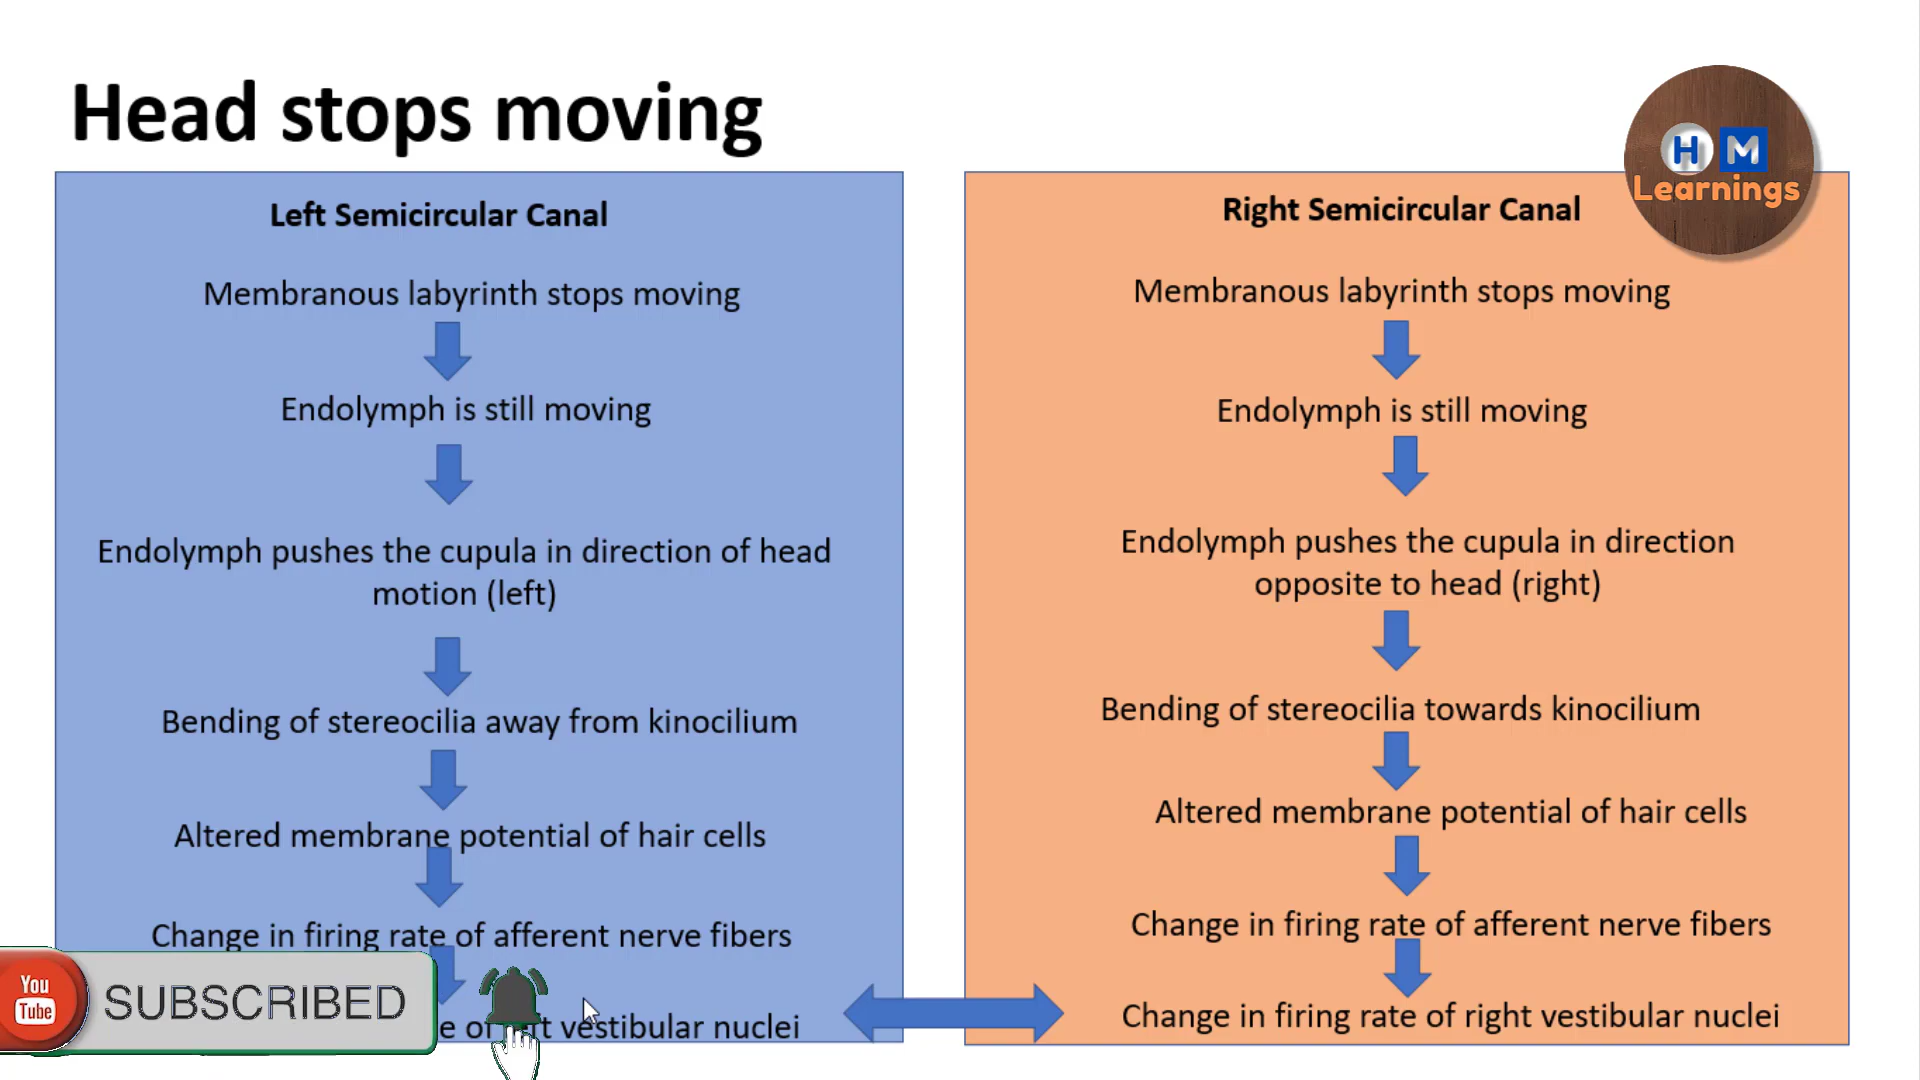 Head stops moving
H M
Learnings
Left Semicircular Canal
Membranous labyrinth stops moving
Endolymph is still moving
Endolymph pushes the cupula in direction of head
motion (left)
Bending of stereocilia away from kinocilium
Altered membrane potential of hair cells
Change in firing rate of afferent nerve fibers
vestibular nuclei
Right Semicircular Canal
Membranous labyrinth stops moving
Endolymph is still moving
Endolymph pushes the cupula in direction
opposite to head (right)
Bending of stereocilia towards kinocilium
Altered membrane potential of hair cells
Change in firing rate of afferent nerve fibers
Change in firing rate of right vestibular nuclei
You
Tube
SUBSCRIBED